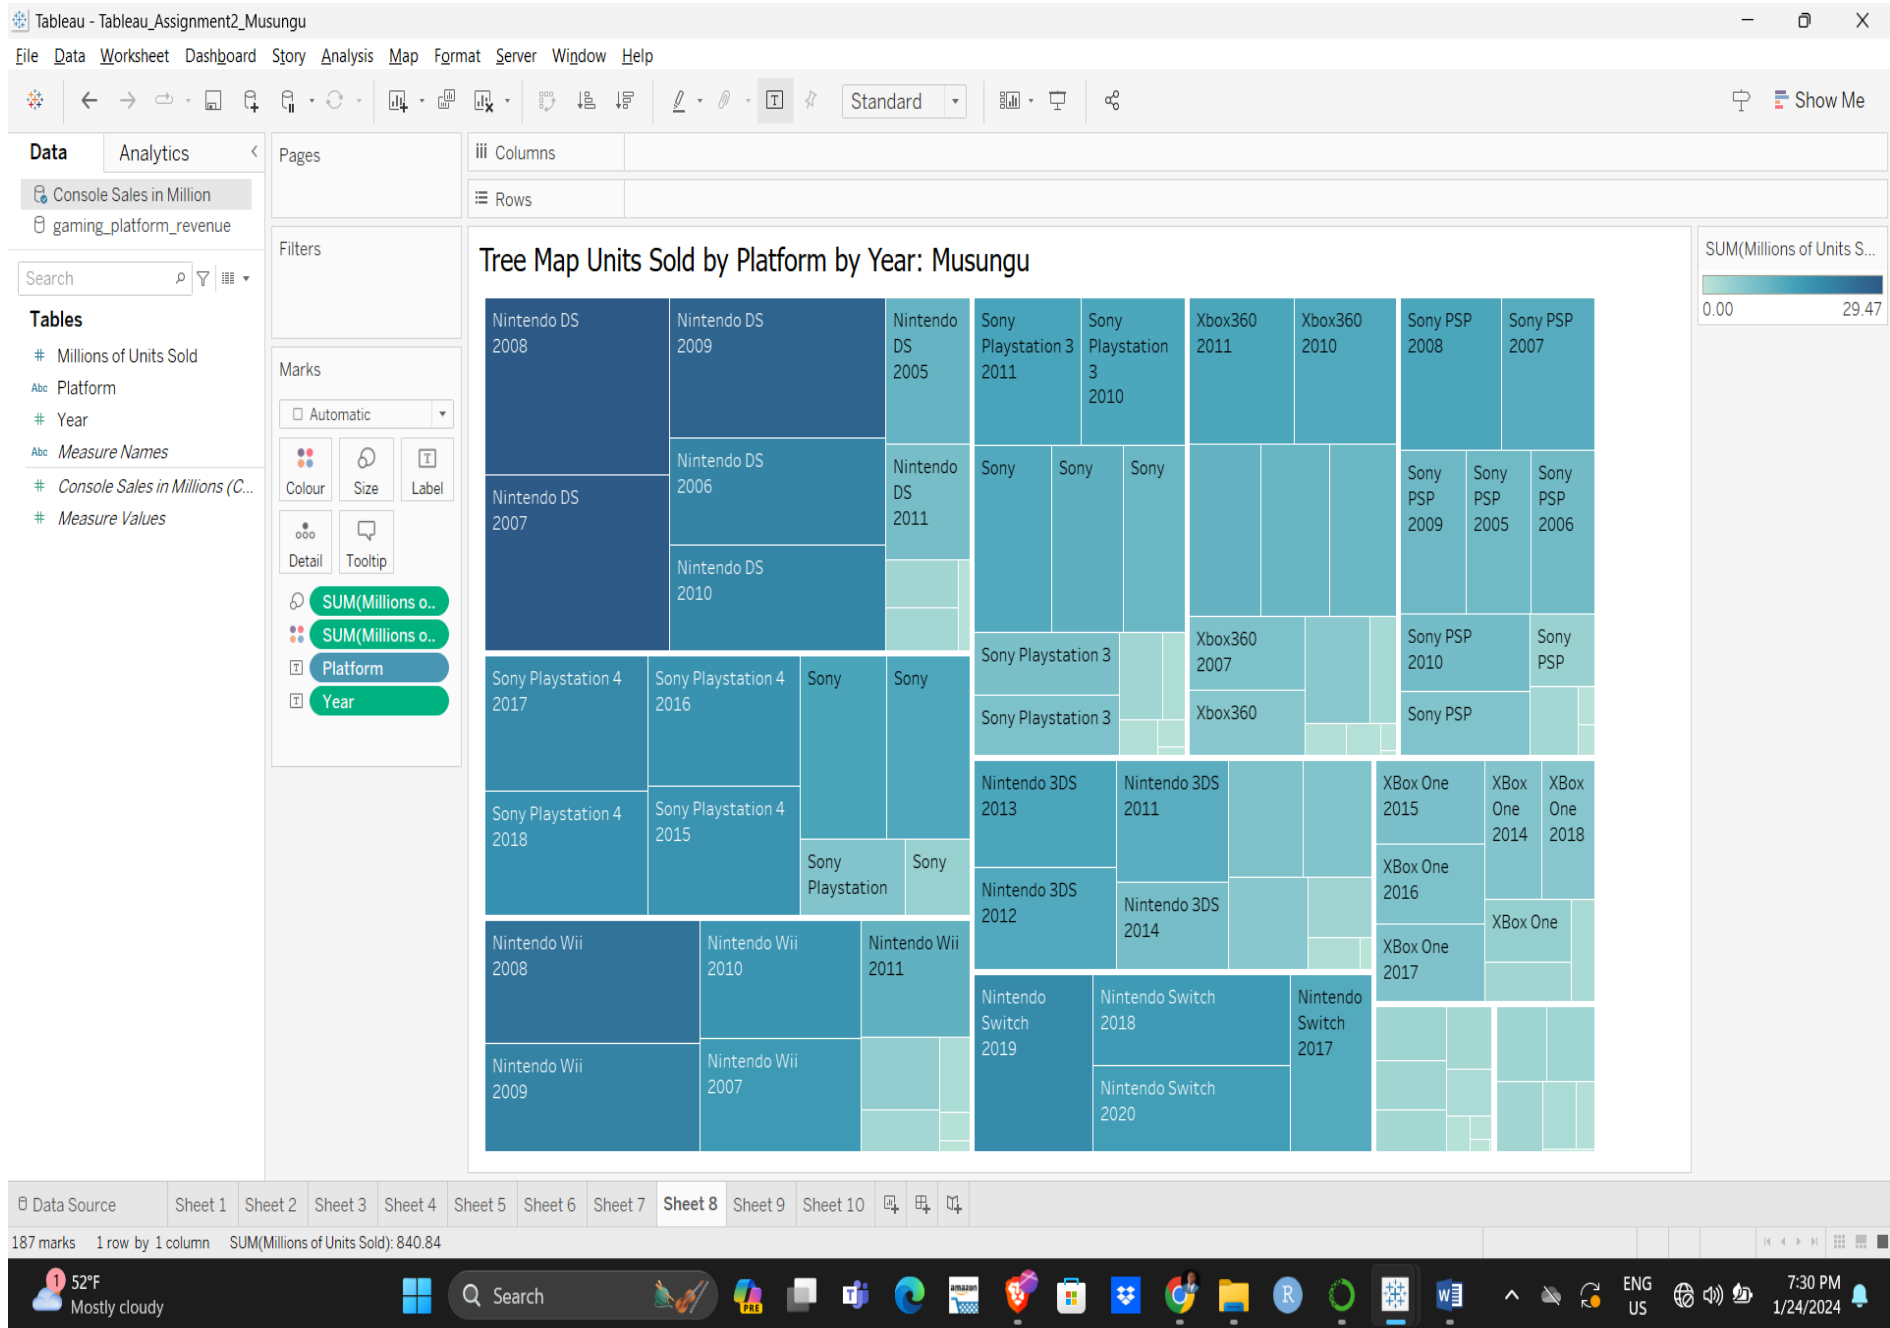 Tableau - Tableau_Assignment2_Musungu
File Data Worksheet Dashboard Story Analysis Map Format Server Window Help
Standard
Show Me
Data Analytics
Console Sales in Million
gaming_platform_revenue
Search
Tables
# Millions of Units Sold
Abc Platform
# Year
Abc Measure Names
# Console Sales in Millions (C...
# Measure Values
Pages
Filters
Marks
Automatic
Colour Size Label
Detail Tooltip
SUM(Millions o..
SUM(Millions o..
Platform
Year
Columns
Rows
Tree Map Units Sold by Platform by Year: Musungu
Nintendo DS
2008
Nintendo DS
2009
Nintendo
DS
2005
Nintendo DS
2007
Nintendo DS
2006
Nintendo DS
2010
Nintendo
DS
2011
Sony Playstation 4
2017
Sony Playstation 4
2016
Sony
Sony
Sony Playstation 4
2018
Sony Playstation 4
2015
Sony
Playstation
Sony
Nintendo Wii
2008
Nintendo Wii
2010
Nintendo Wii
2011
Nintendo Wii
2009
Nintendo Wii
2007
Sony
Playstation 3
2011
Sony
Playstation
3
2010
Sony
Sony
Sony
Sony Playstation 3
Sony Playstation 3
Xbox360
2011
Xbox360
2010
Xbox360
2007
Xbox360
Sony PSP
2008
Sony PSP
2007
Sony
PSP
2009
Sony
PSP
2005
Sony
PSP
2006
Sony PSP
2010
Sony
PSP
Sony PSP
Nintendo 3DS
2013
Nintendo 3DS
2011
Nintendo 3DS
2012
Nintendo 3DS
2014
XBox One
2015
XBox
One
2014
XBox
One
2018
XBox One
2016
XBox One
2017
XBox One
Nintendo
Switch
2019
Nintendo Switch
2018
Nintendo Switch
2020
Nintendo
Switch
2017
SUM(Millions of Units S...
0.00 29.47
Data Source Sheet 1 Sheet 2 Sheet 3 Sheet 4 Sheet 5 Sheet 6 Sheet 7 Sheet 8 Sheet 9 Sheet 10
187 marks 1 row by 1 column SUM(Millions of Units Sold): 840.84
1
52°F
Mostly cloudy
Search
PRE
amazon
R
ENG
US
7:30 PM
1/24/2024